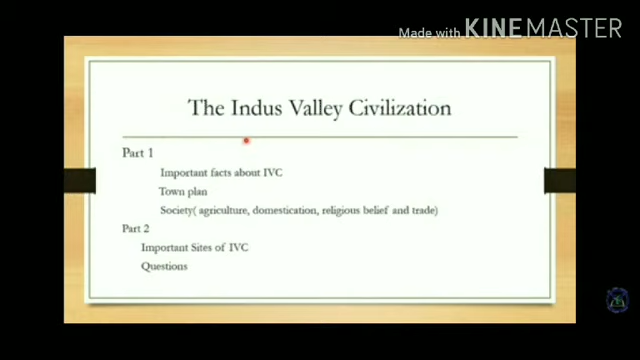 Made with KINEMASTER
The Indus Valley Civilization
Part 1
Important facts about IVC
Town plan
Society( agriculture, domestication, religious belief and trade)
Part 2
Important Sites of IVC
Questions